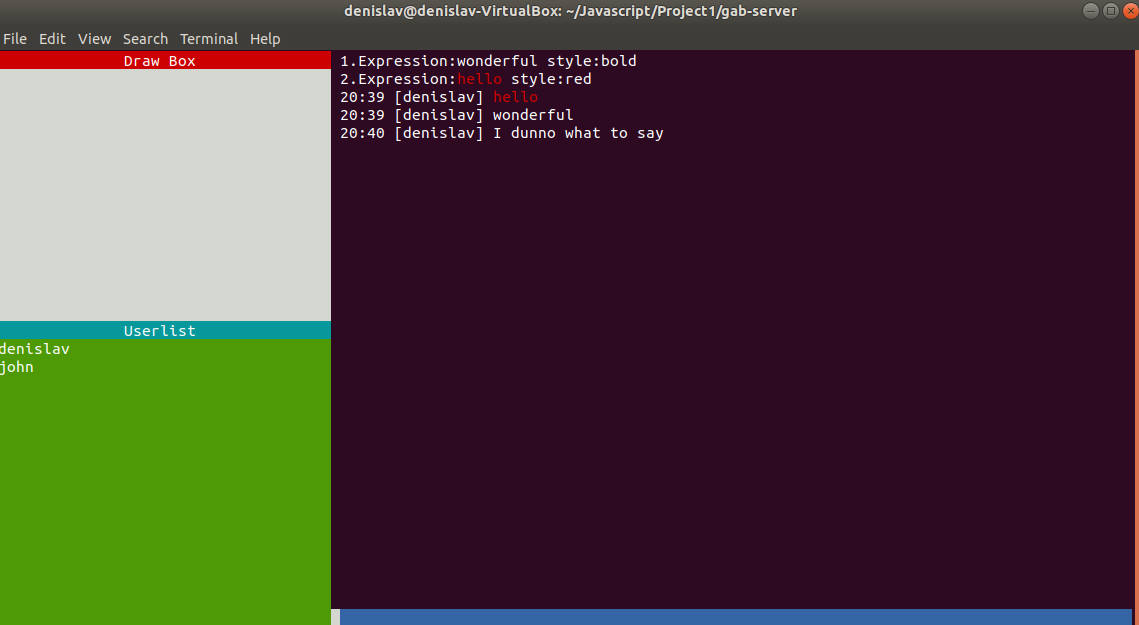 denislav@denislav-VirtualBox: ~/Javascript/Project1/gab-server
File Edit View Search Terminal Help
Draw Box
Userlist
denislav
john
1.Expression:wonderful style:bold
2.Expression:hello style:red
20:39 [denislav] hello
20:39 [denislav] wonderful
20:40 [denislav] I dunno what to say